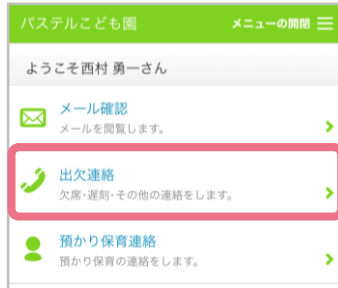 パステルこども園
メニューの開閉
ようこそ西村 勇一さん
メール確認
メールを閲覧します。
出欠連絡
欠席・遅刻・その他の連絡をします。
預かり保育連絡
預かり保育の連絡をします。